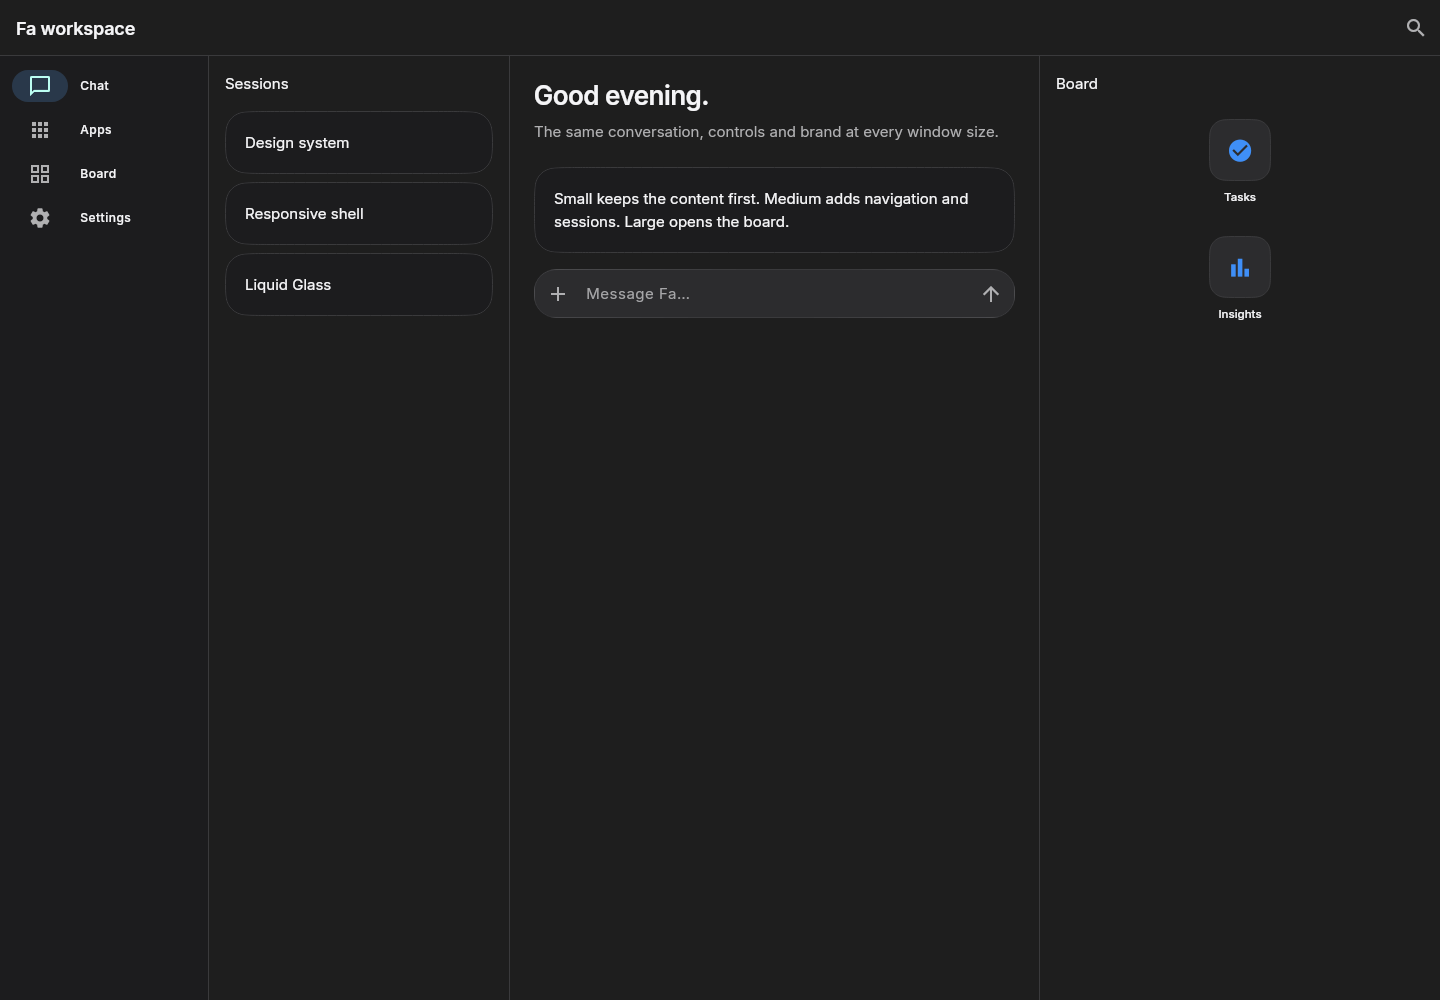 Fa workspace
Chat
Apps
Board
Settings
Sessions
Design system
Responsive shell
Liquid Glass
Good evening.
The same conversation, controls and brand at every window size.
Small keeps the content first. Medium adds navigation and
sessions. Large opens the board.
Message Fa...
Board
Tasks
Insights